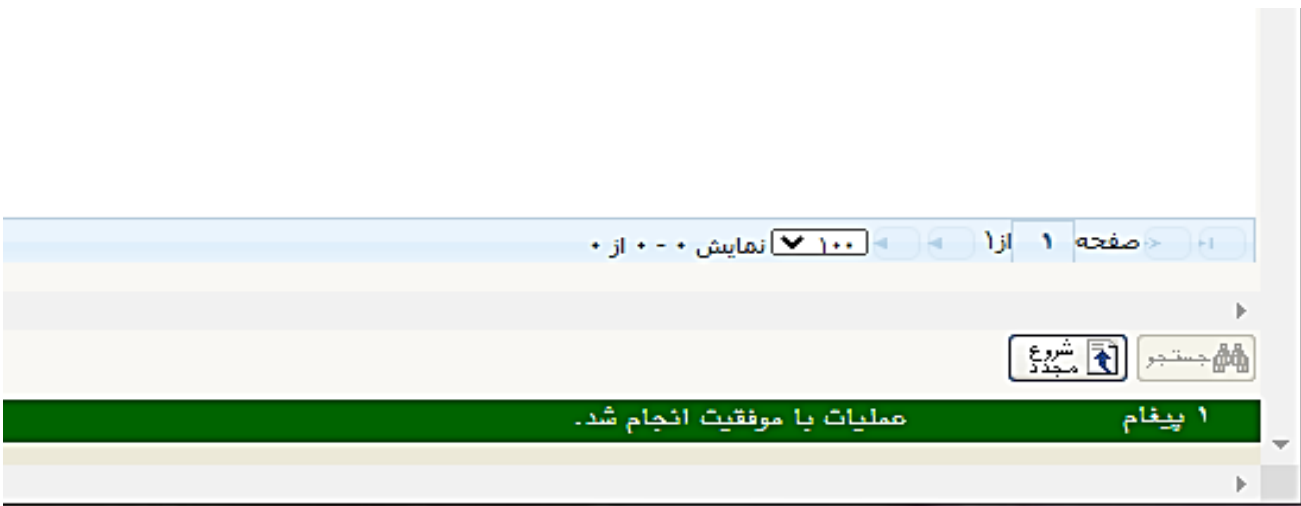 صفحه ۱ از۱ ۱۰۰ نمایش ۰ - ۰ از ۰
جستجو شروع مجدد
۱ پیغام عملیات با موفقیت انجام شد.